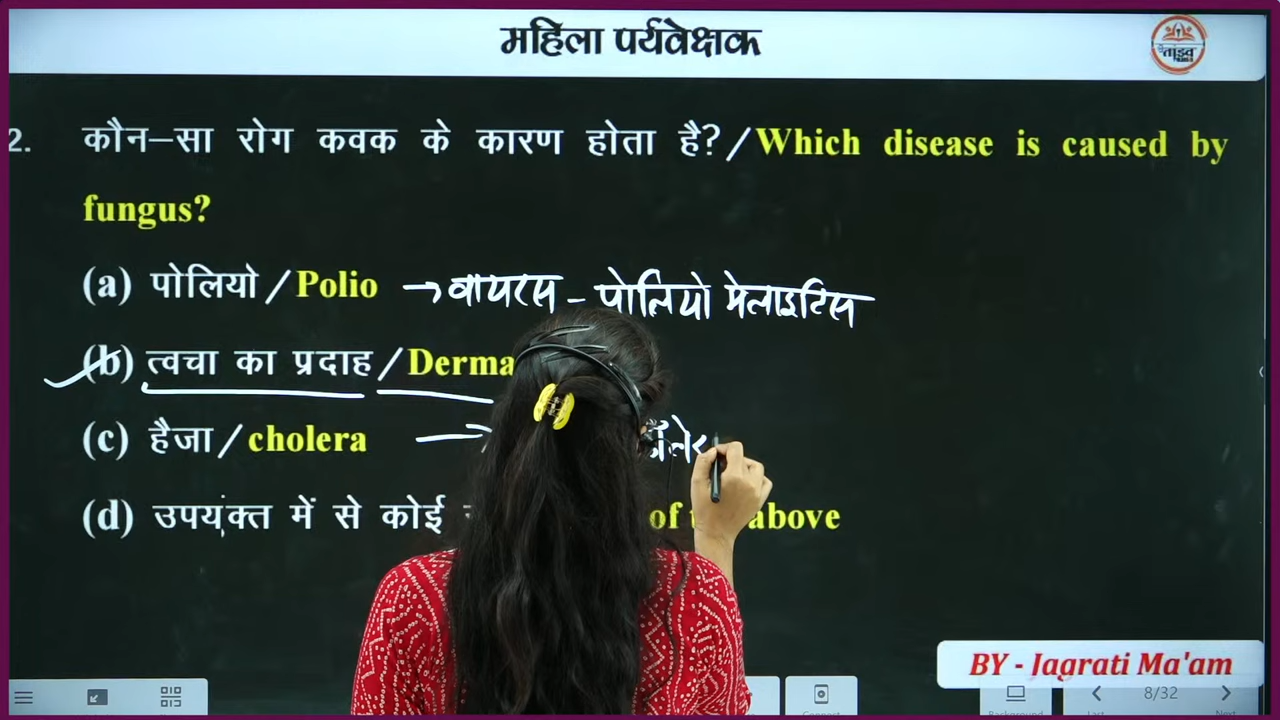 महिला पर्यवेक्षक
2. कौन–सा रोग कवक के कारण होता है?/Which disease is caused by
fungus?
(a) पोलियो/Polio →वायरस - पोलियो मेलाइटिस
(b) त्वचा का प्रदाह/Derma
(c) हैजा/cholera
(d) उपयुक्त में से कोई of above
BY - Jagrati Ma'am
8/32